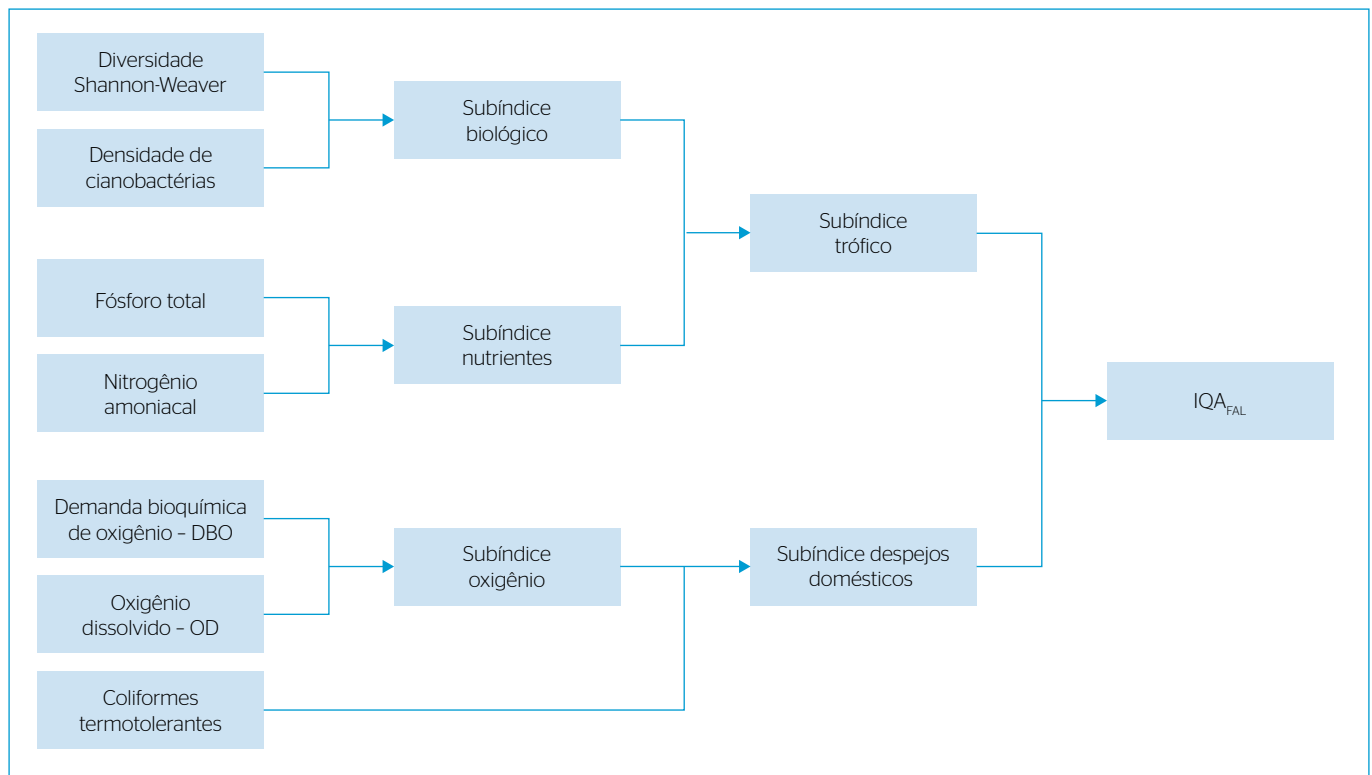 Diversidade
Shannon-Weaver
Densidade de
cianobactérias
Fósforo total
Nitrogênio
amoniacal
Demanda bioquímica
de oxigênio – DBO
Oxigênio
dissolvido – OD
Coliformes
termotolerantes
Subíndice
biológico
Subíndice
nutrientes
Subíndice
oxigênio
Subíndice
trófico
Subíndice despejos
domésticos
IQA_FAL